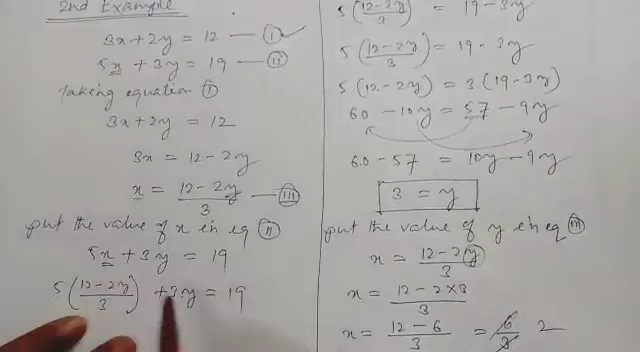 2nd Example
3x + 2y = 12 — I
5x + 3y = 19 — II
Taking equation I
3x + 2y = 12
3x = 12 - 2y
x = (12-2y)/3 — III
put the value of x in eq II
5x + 3y = 19
5((12-2y)/3) + 3y = 19
5((12-2y)/3) = 19 - 3y
5((12-2y)/3) = 19 - 3y
5(12-2y) = 3.(19-3y)
60 - 10y = 57 - 9y
60 - 57 = 10y - 9y
3 = y
put the value of y in eq III
x = (12-2y)/3
x = (12-2×3)/3
x = (12-6)/3 = 6/3 2